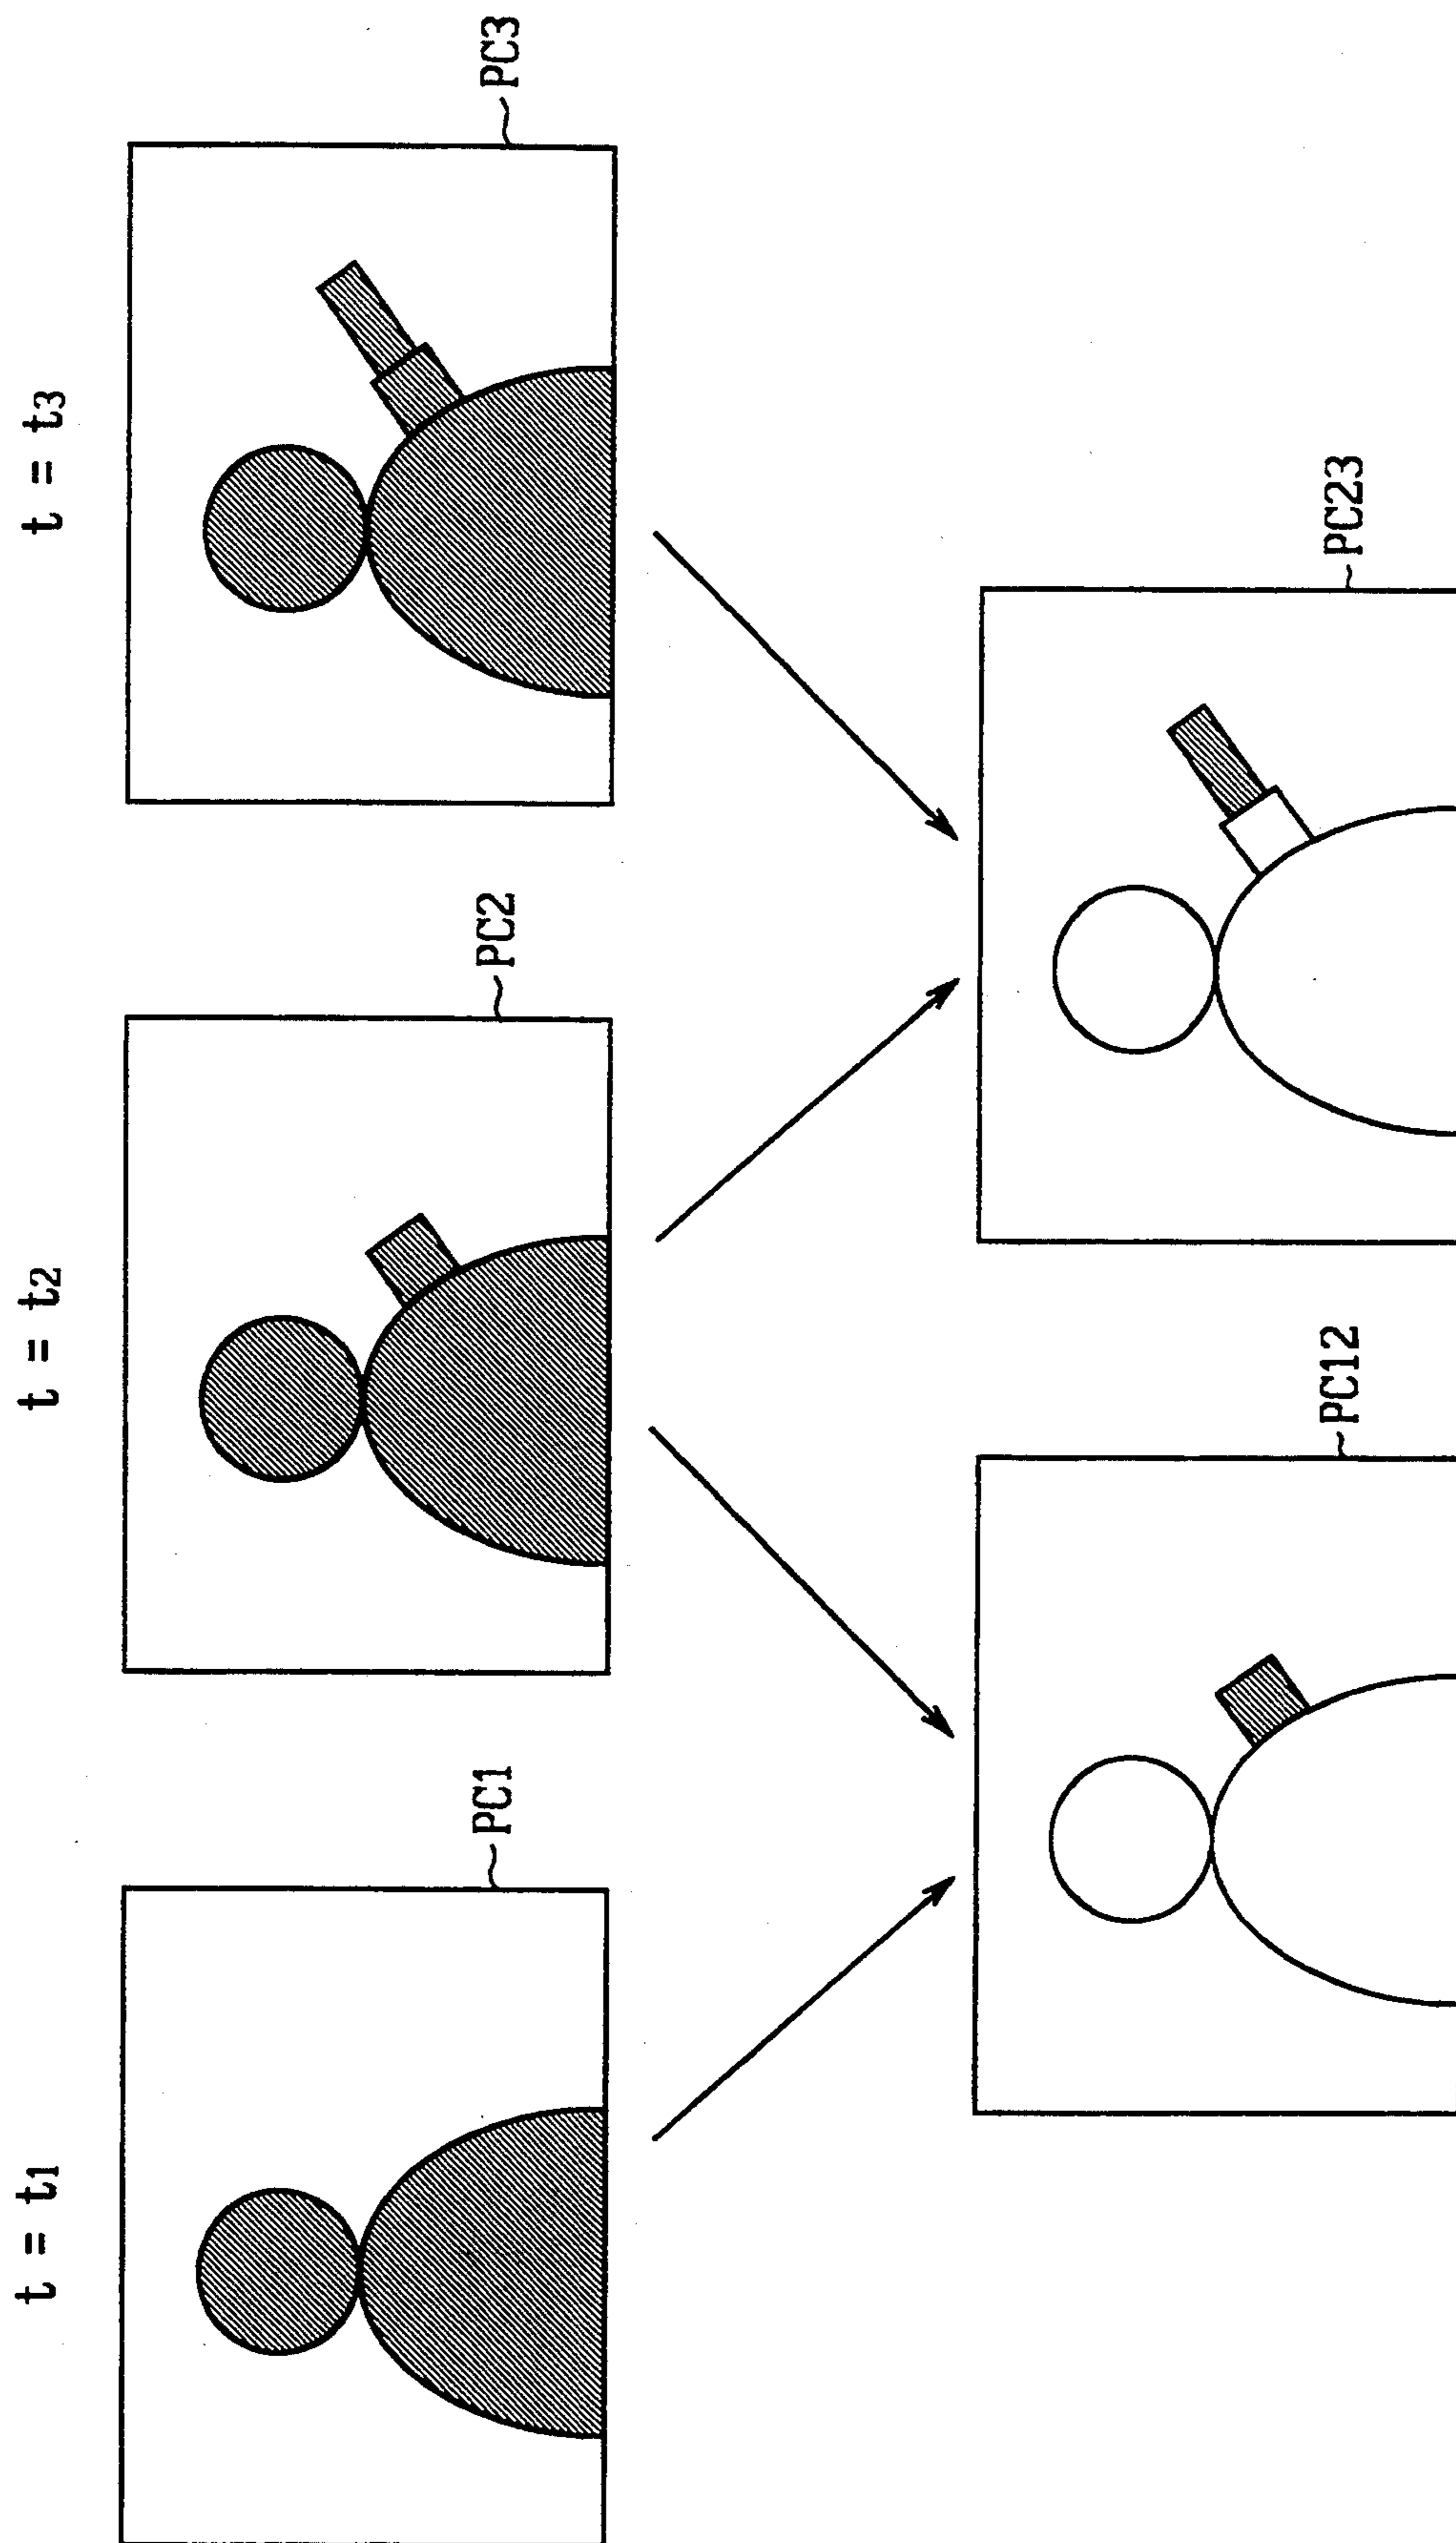 t = t1
t = t2
t = t3
PC1
PC2
PC3
PC12
PC23